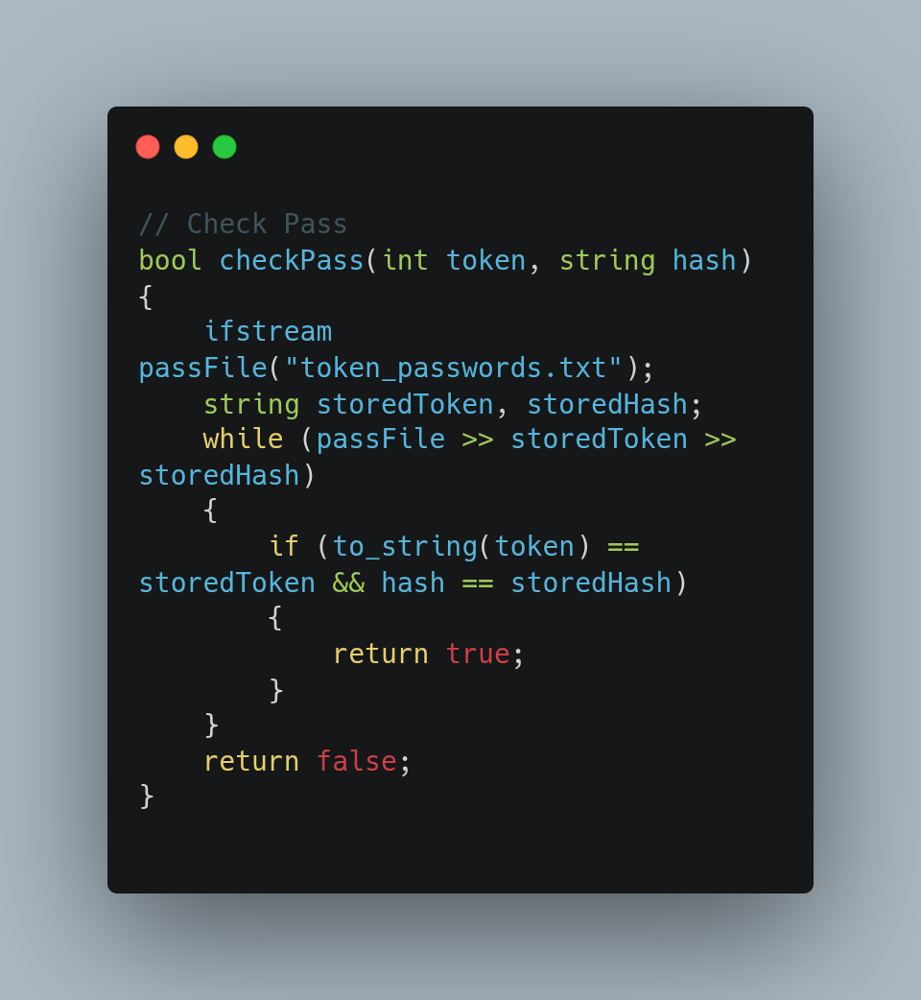 // Check Pass
bool checkPass(int token, string hash)
{
    ifstream
passFile("token_passwords.txt");
    string storedToken, storedHash;
    while (passFile >> storedToken >>
storedHash)
    {
        if (to_string(token) ==
storedToken && hash == storedHash)
        {
            return true;
        }
    }
    return false;
}